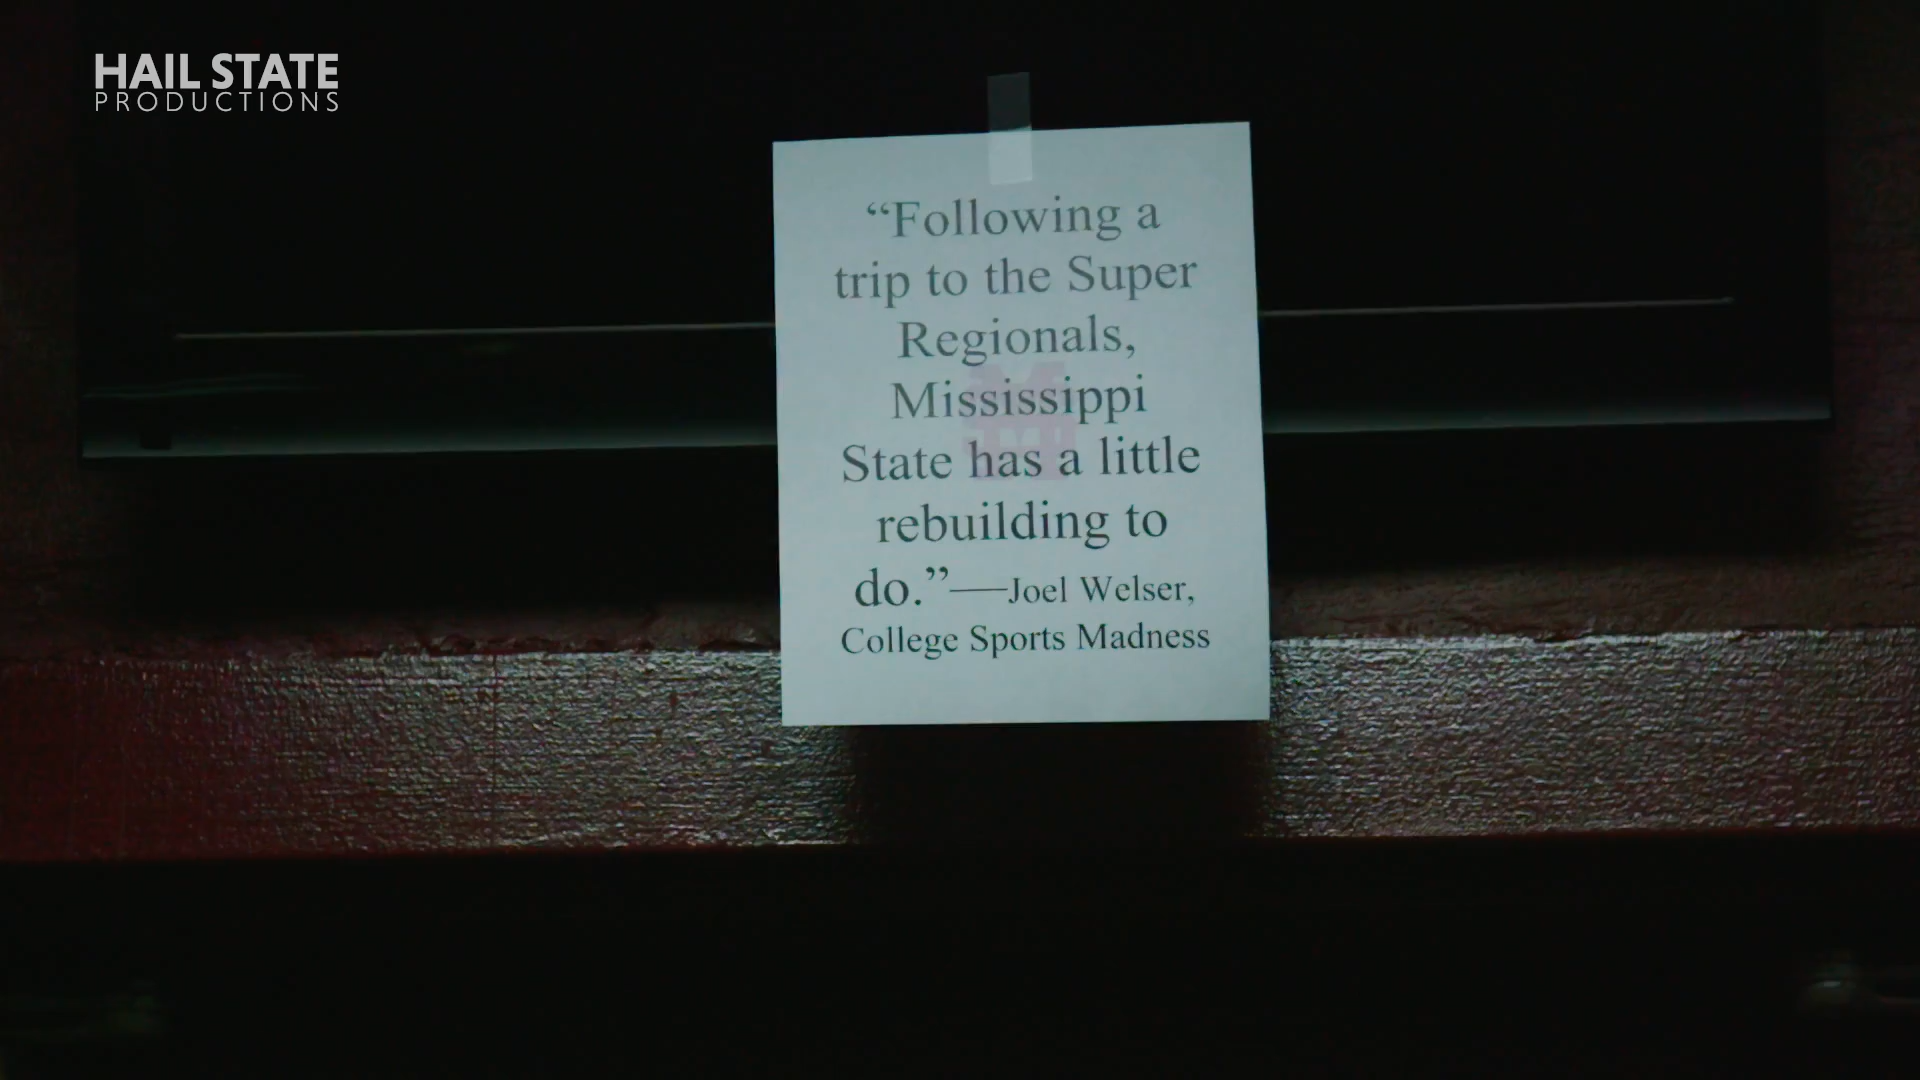 HAIL STATE
PRODUCTIONS
“Following a
trip to the Super
Regionals,
Mississippi
State has a little
rebuilding to
do.”—Joel Welser,
College Sports Madness